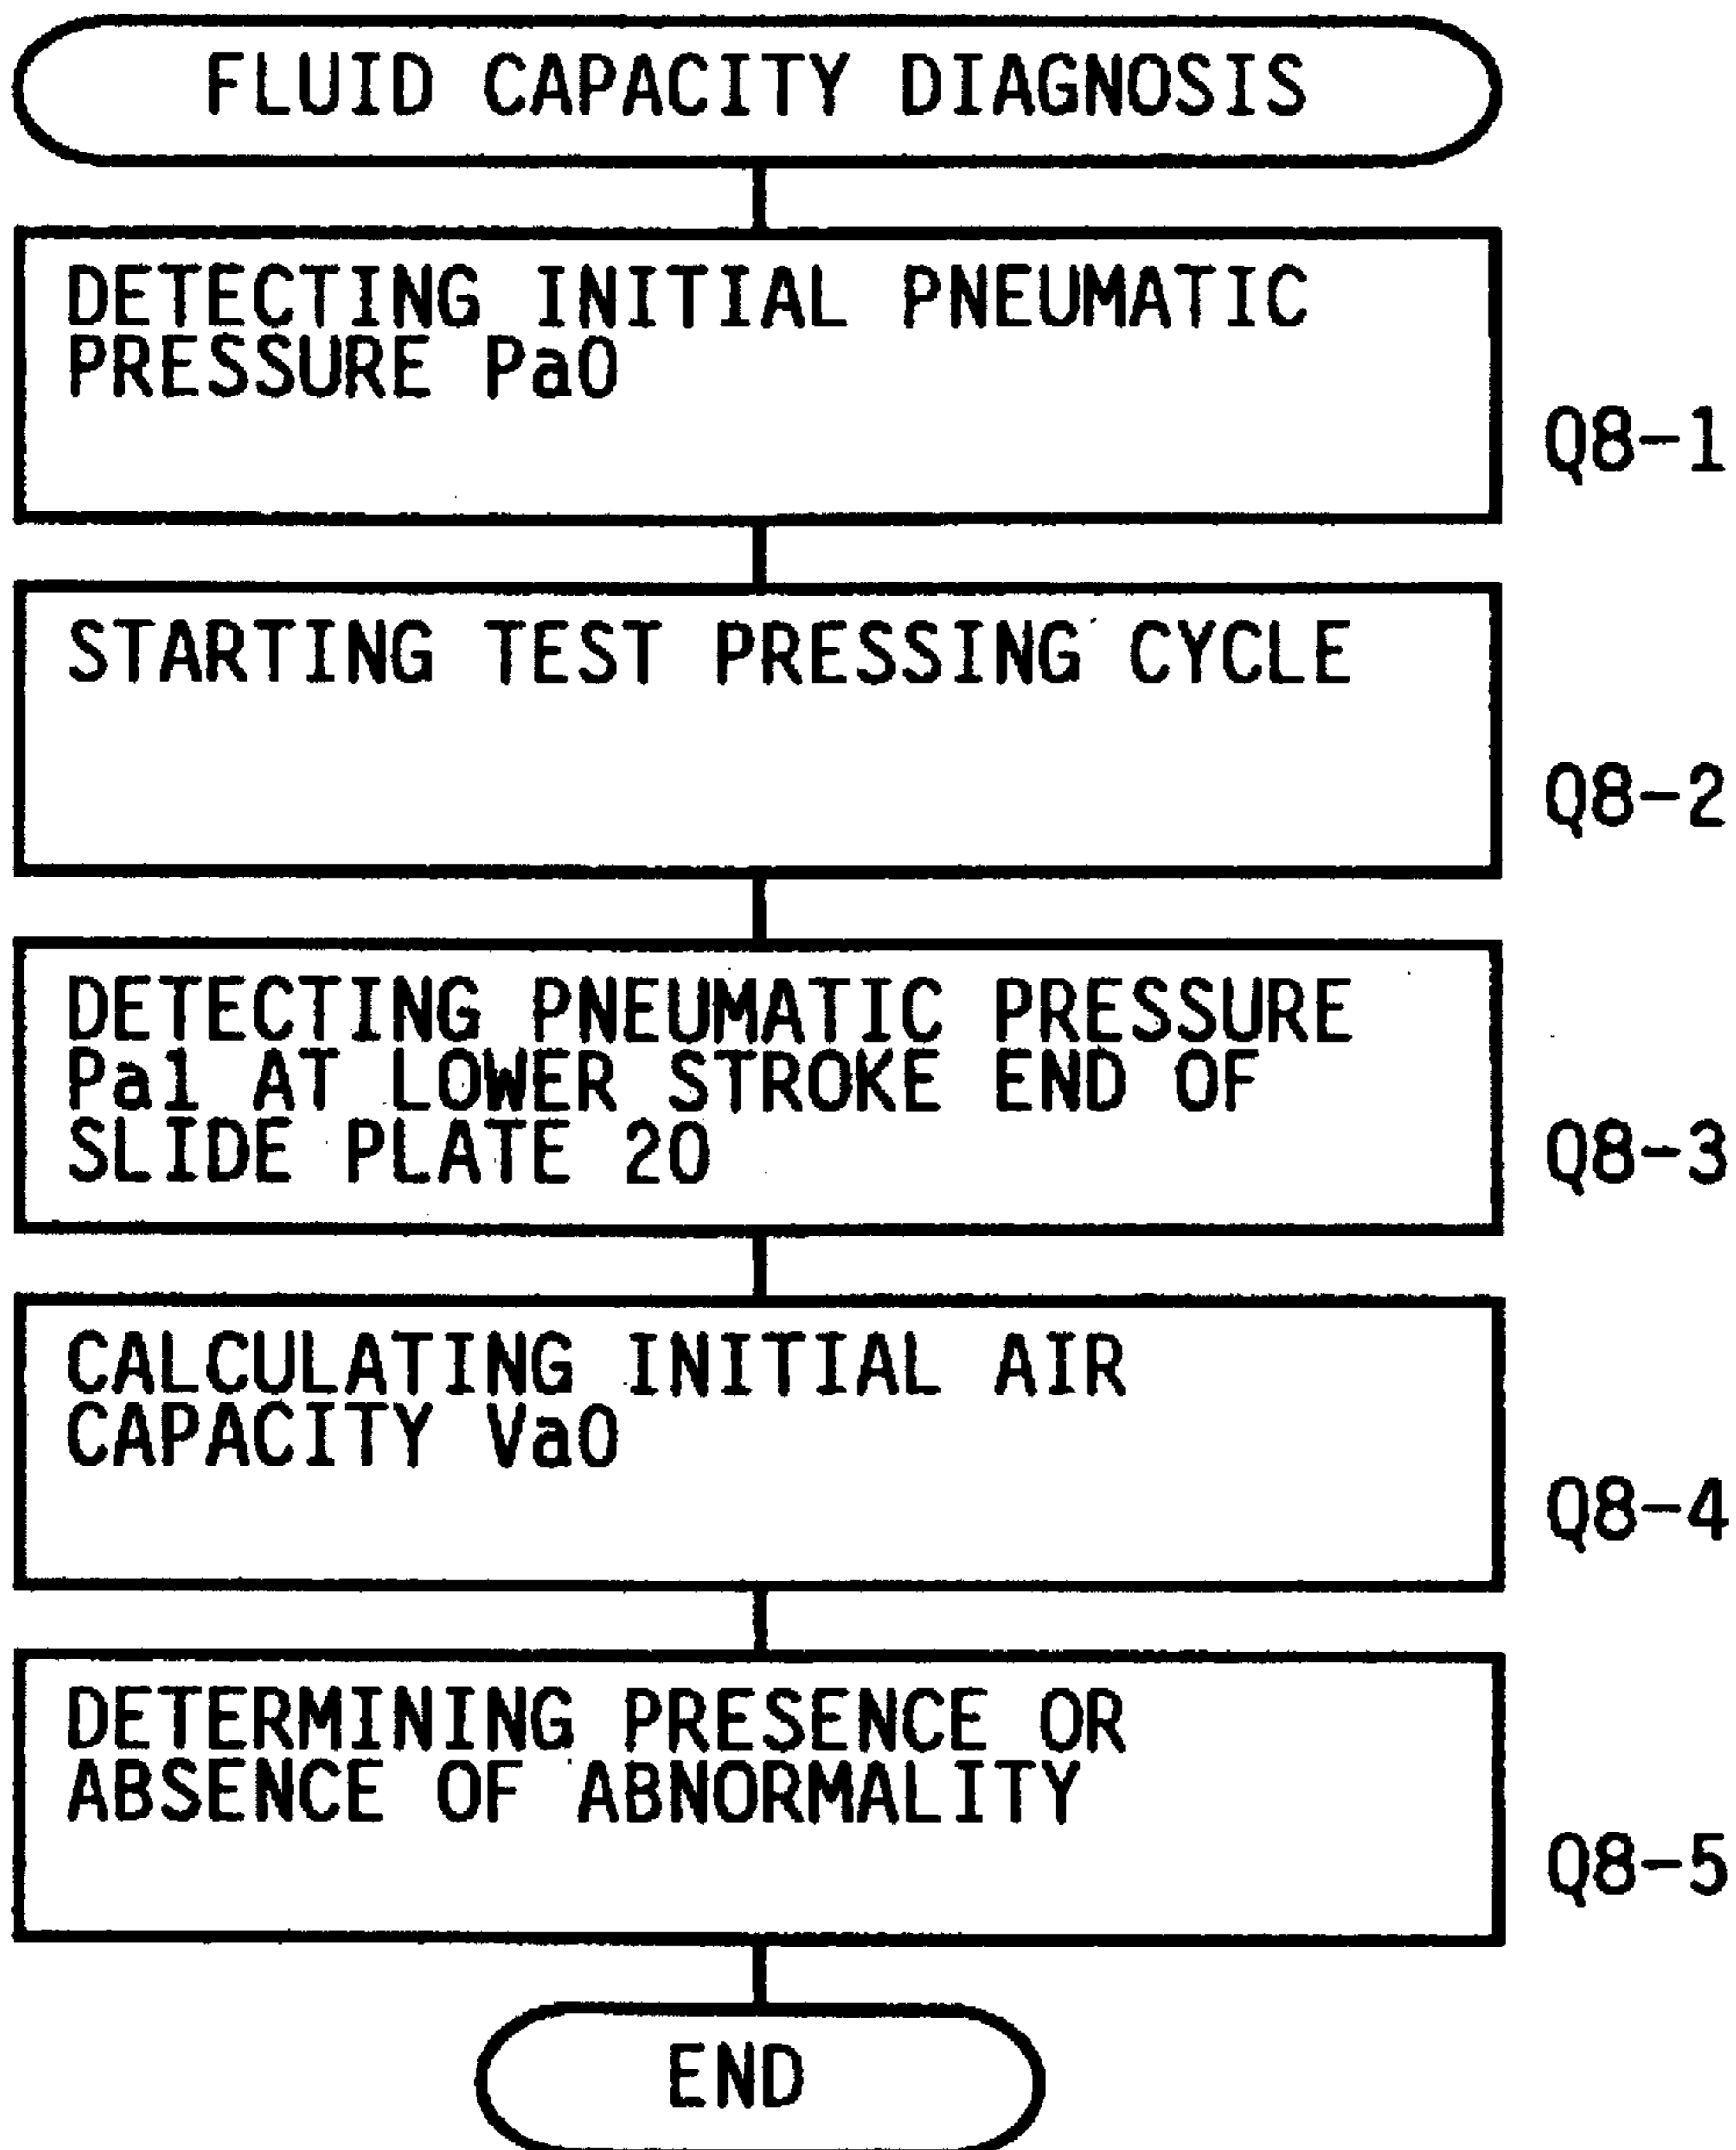 FLUID CAPACITY DIAGNOSIS
DETECTING INITIAL PNEUMATIC
PRESSURE Pa0
Q8-1
STARTING TEST PRESSING CYCLE
Q8-2
DETECTING PNEUMATIC PRESSURE
Pa1 AT LOWER STROKE END OF
SLIDE PLATE 20
Q8-3
CALCULATING INITIAL AIR
CAPACITY Va0
Q8-4
DETERMINING PRESENCE OR
ABSENCE OF ABNORMALITY
Q8-5
END